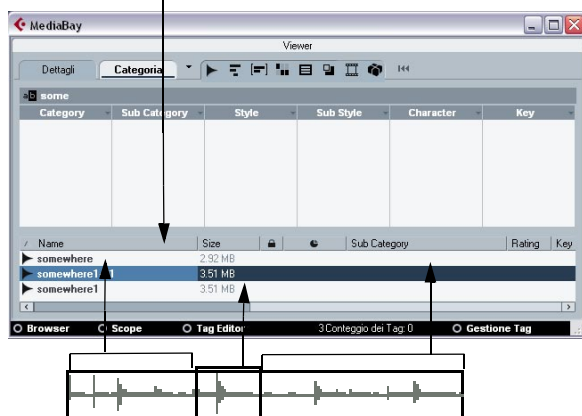 MediaBay
Viewer
Dettagli Categoria
ab some
Category Sub Category Style Sub Style Character Key
/ Name Size Sub Category Rating Key
somewhere 2.92 MB
3.51 MB
somewhere1 3.51 MB
Browser Scope Tag Editor 3 Conteggio dei Tag: 0 Gestione Tag